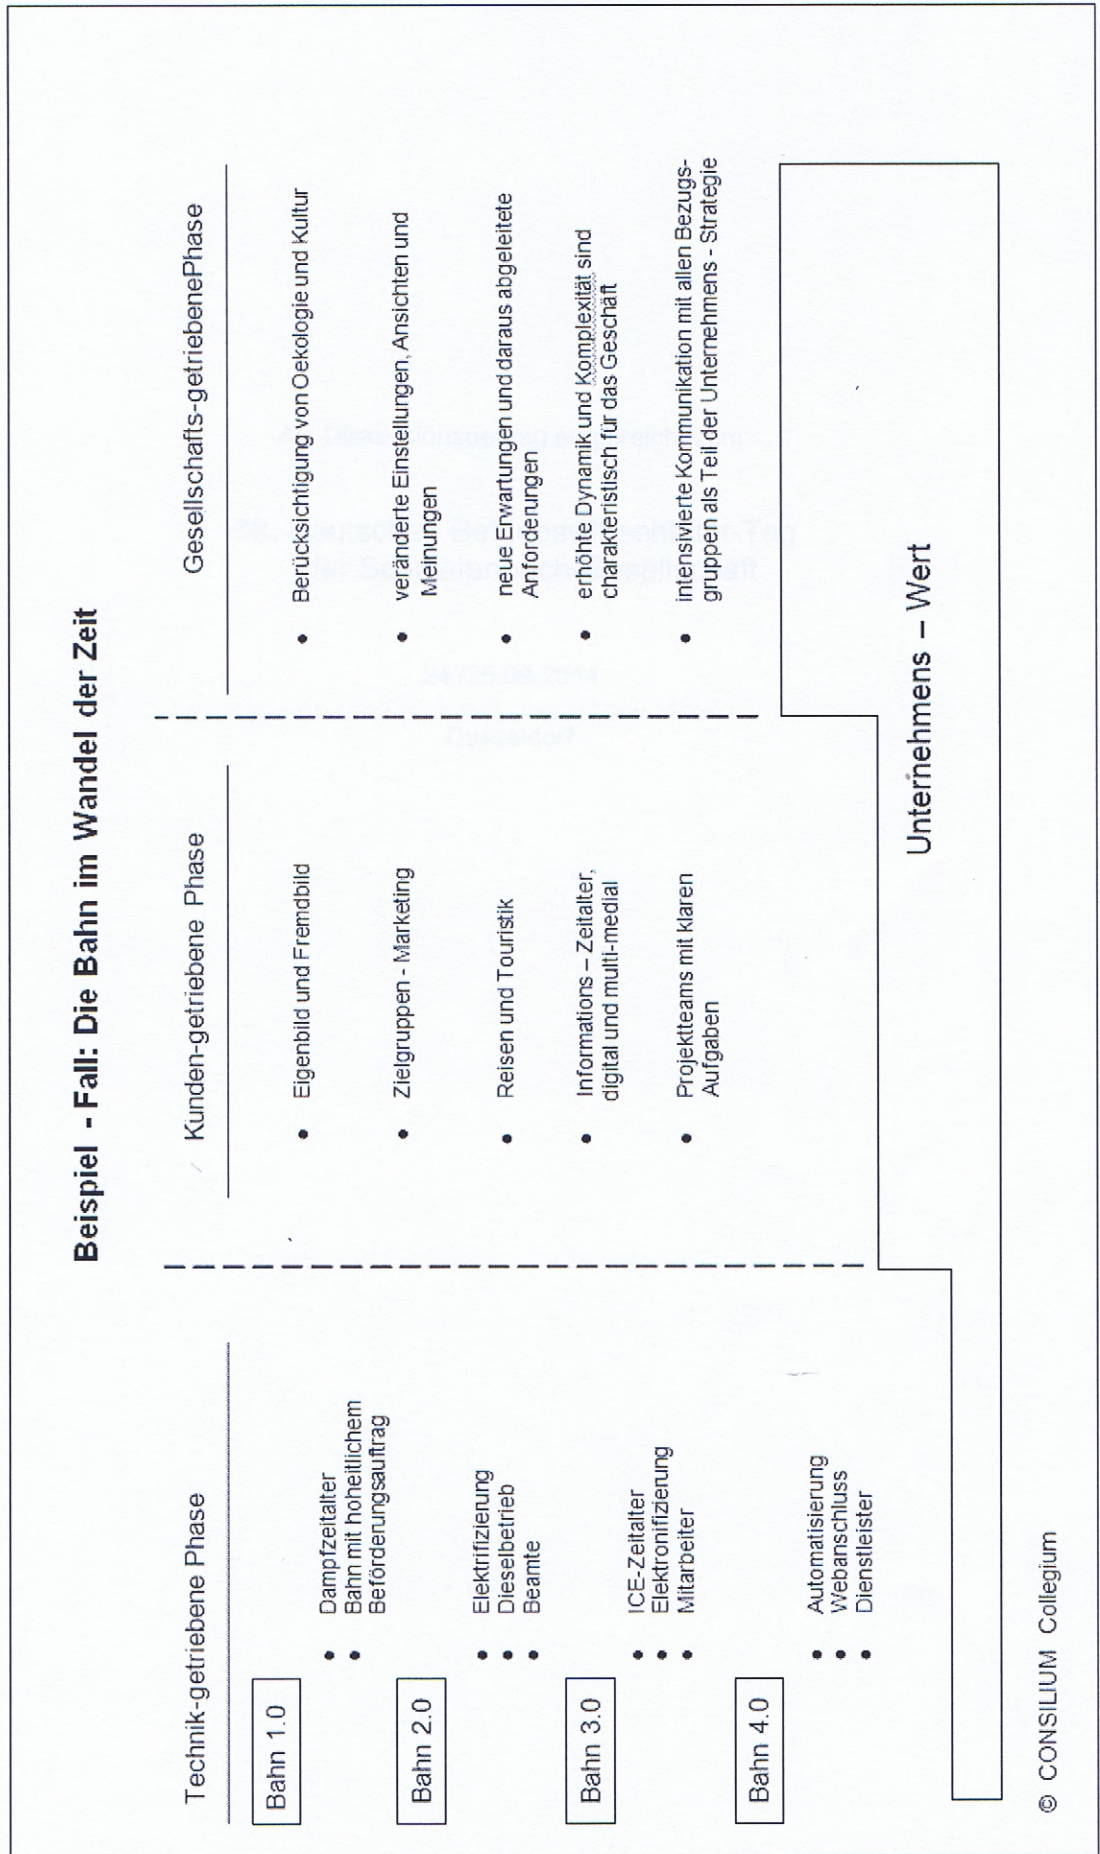 Beispiel - Fall: Die Bahn im Wandel der Zeit
Technik-getriebene Phase
Bahn 1.0
• Dampfzeitalter
• Bahn mit hoheitlichem
Beförderungsauftrag
Bahn 2.0
• Elektrifizierung
• Dieselbetrieb
• Beamte
Bahn 3.0
• ICE-Zeitalter
• Elektronifizierung
• Mitarbeiter
Bahn 4.0
• Automatisierung
• Webanschluss
• Dienstleister
Kunden-getriebene Phase
• Eigenbild und Fremdbild
• Zielgruppen - Marketing
• Reisen und Touristik
• Informations – Zeitalter,
digital und multi-medial
• Projektteams mit klaren
Aufgaben
Gesellschafts-getriebenePhase
• Berücksichtigung von Oekologie und Kultur
• veränderte Einstellungen, Ansichten und
Meinungen
• neue Erwartungen und daraus abgeleitete
Anforderungen
• erhöhte Dynamik und Komplexität sind
charakteristisch für das Geschäft
• intensivierte Kommunikation mit allen Bezugs-
gruppen als Teil der Unternehmens - Strategie
Unternehmens – Wert
© CONSILIUM Collegium
24./25.09.2014
Düsseldorf